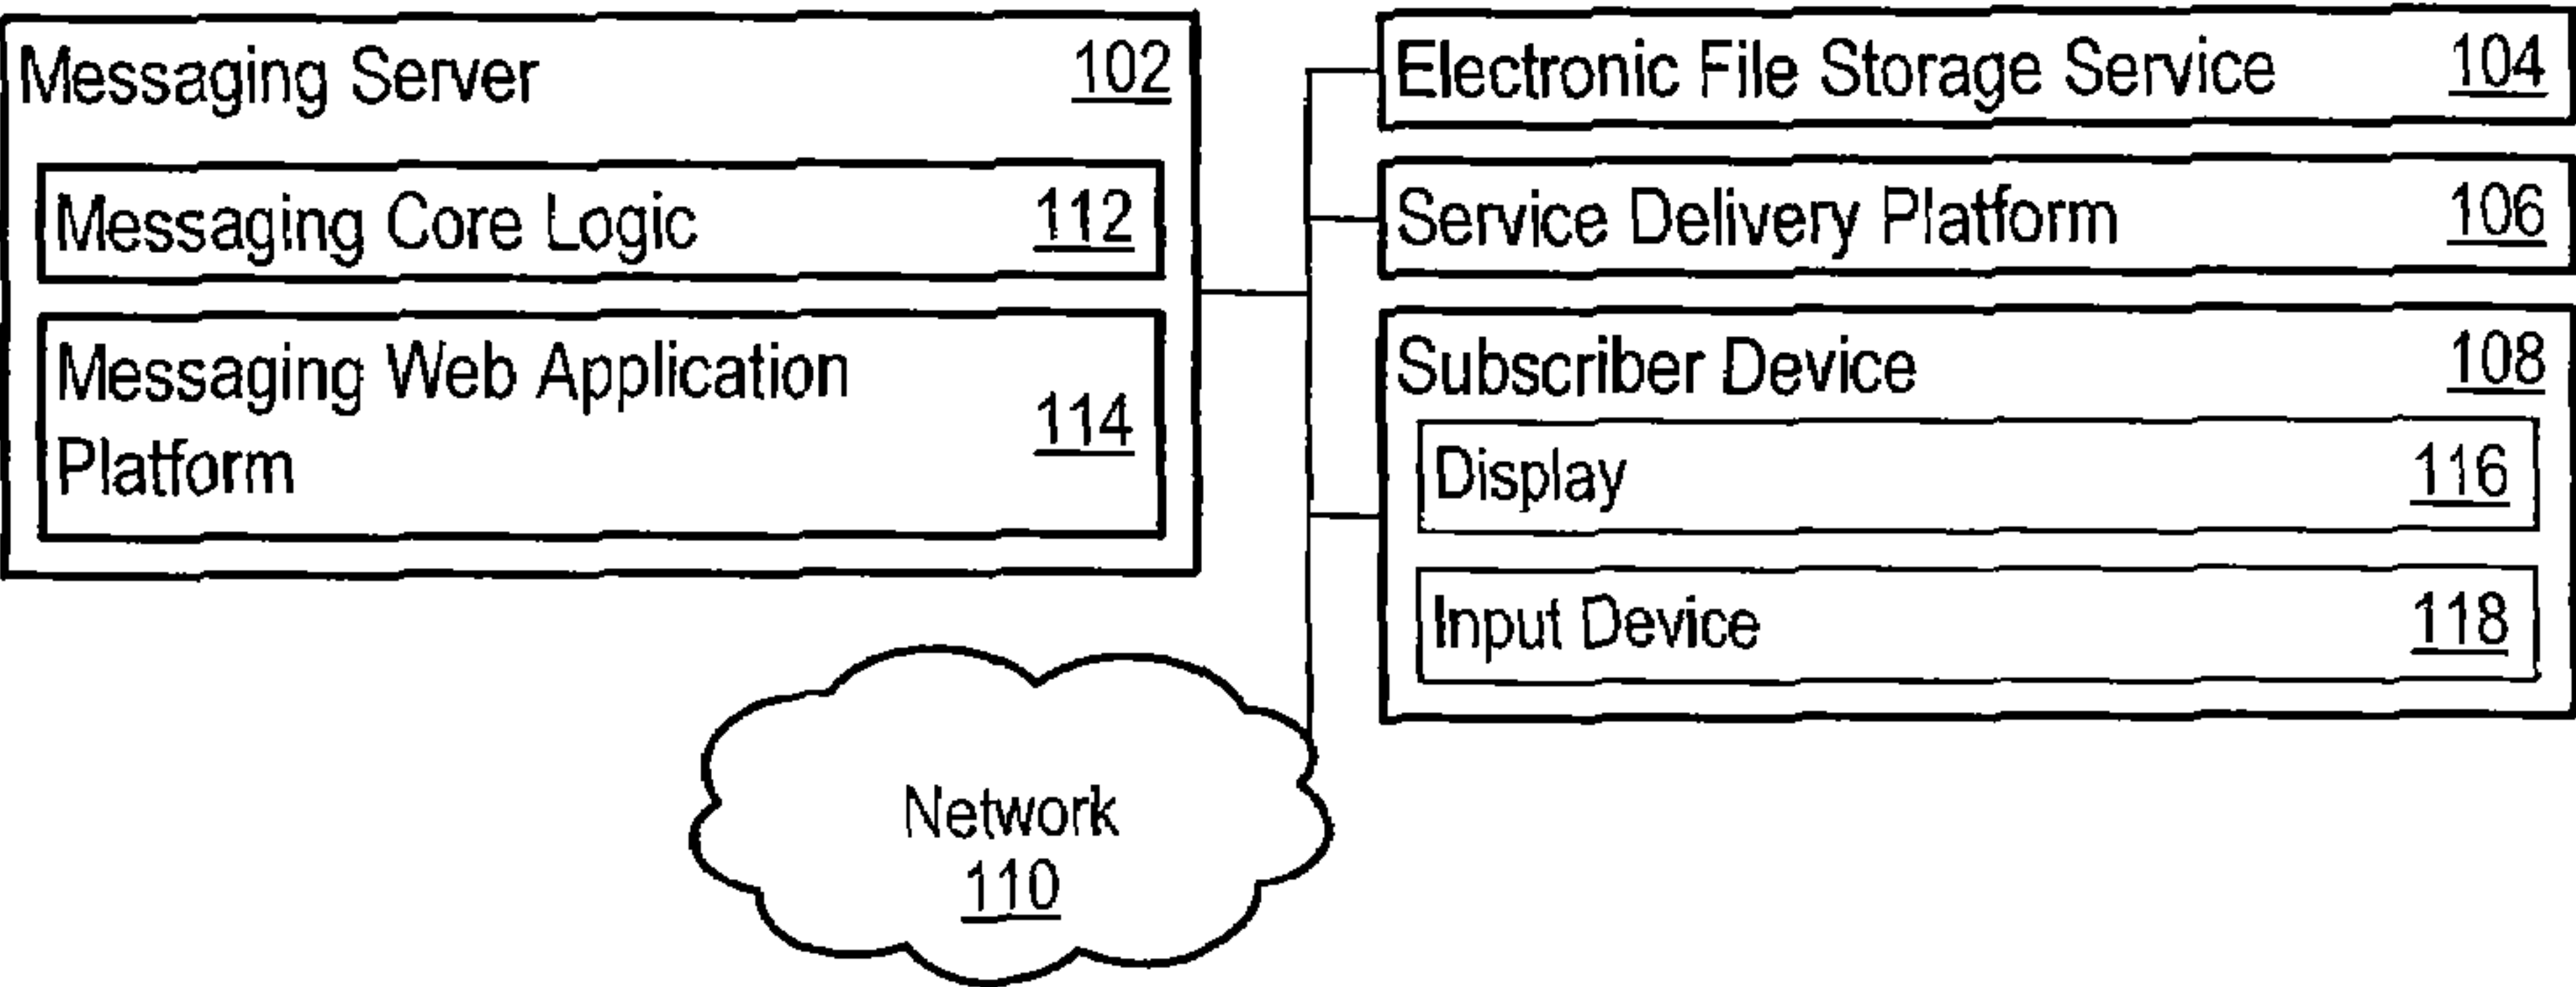 Messaging Server 102
Messaging Core Logic 112
Messaging Web Application
Platform 114
Electronic File Storage Service 104
Service Delivery Platform 106
Subscriber Device 108
Display 116
Input Device 118
Network
110